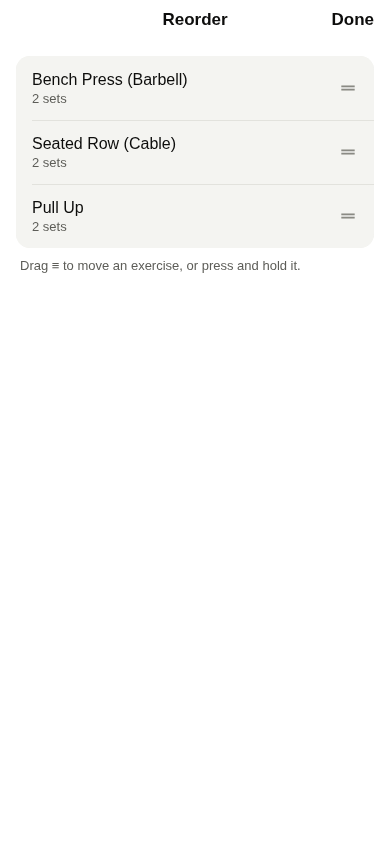 Reorder Done
Bench Press (Barbell)
2 sets
Seated Row (Cable)
2 sets
Pull Up
2 sets
Drag ≡ to move an exercise, or press and hold it.